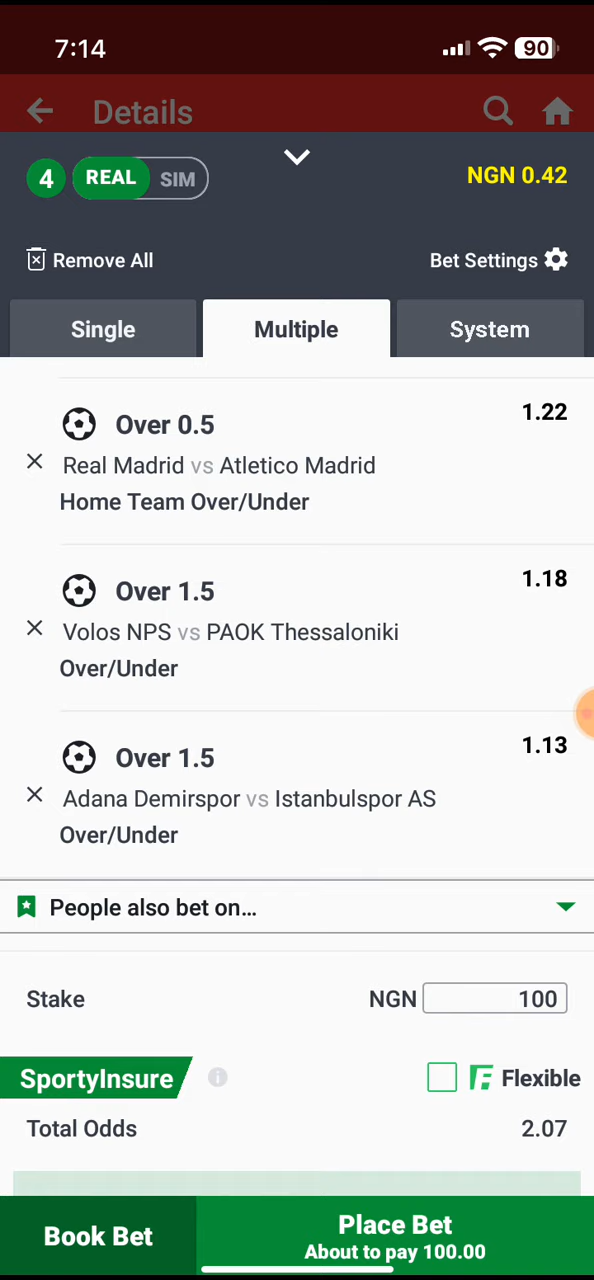 7:14
90
Details
4 REAL SIM
NGN 0.42
Remove All
Bet Settings
Single
Multiple
System
Over 0.5
1.22
Real Madrid vs Atletico Madrid
Home Team Over/Under
Over 1.5
1.18
Volos NPS vs PAOK Thessaloniki
Over/Under
Over 1.5
1.13
Adana Demirspor vs Istanbulspor AS
Over/Under
People also bet on...
Stake
NGN 100
SportyInsure
i
F Flexible
Total Odds
2.07
Book Bet
Place Bet
About to pay 100.00